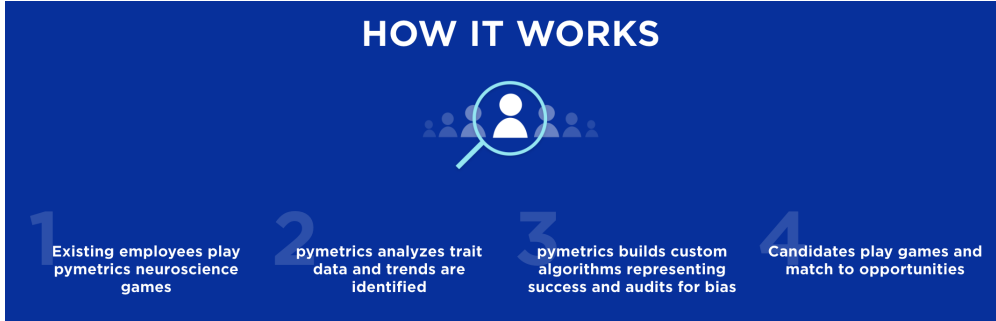 HOW IT WORKS
1
Existing employees play
pymetrics neuroscience
games
2
pymetrics analyzes trait
data and trends are
identified
3
pymetrics builds custom
algorithms representing
success and audits for bias
4
Candidates play games and
match to opportunities